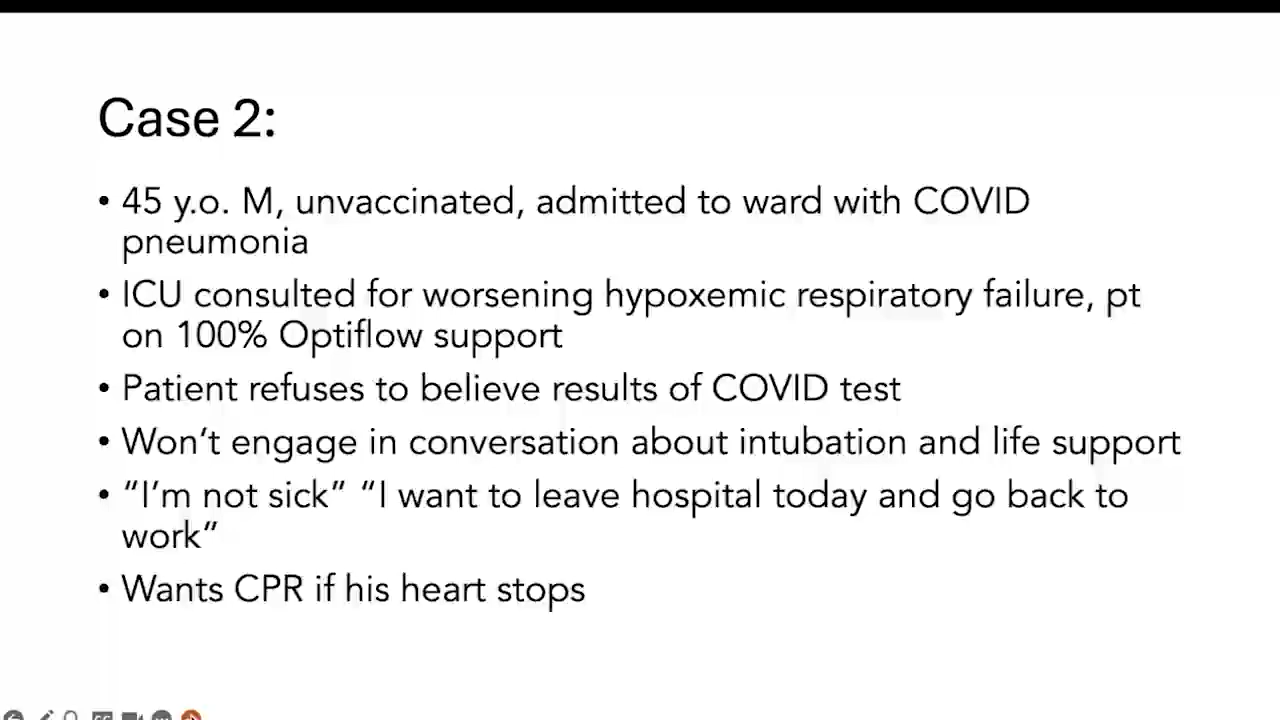 Case 2:
• 45 y.o. M, unvaccinated, admitted to ward with COVID
pneumonia
• ICU consulted for worsening hypoxemic respiratory failure, pt
on 100% Optiflow support
• Patient refuses to believe results of COVID test
• Won’t engage in conversation about intubation and life support
• “I’m not sick” “I want to leave hospital today and go back to
work”
• Wants CPR if his heart stops